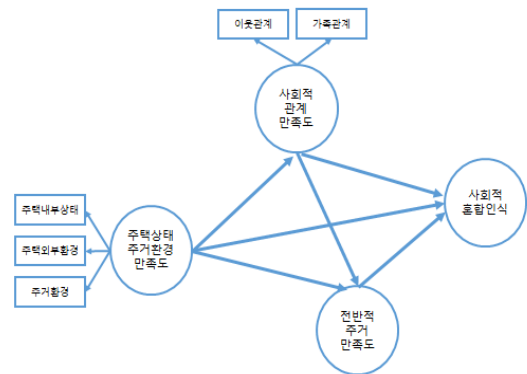 이웃관계
가족관계
사회적
관계
만족도
사회적
혼합인식
주택내부상태
주택외부환경
주거환경
주택상태
주거환경
만족도
전반적
주거
만족도